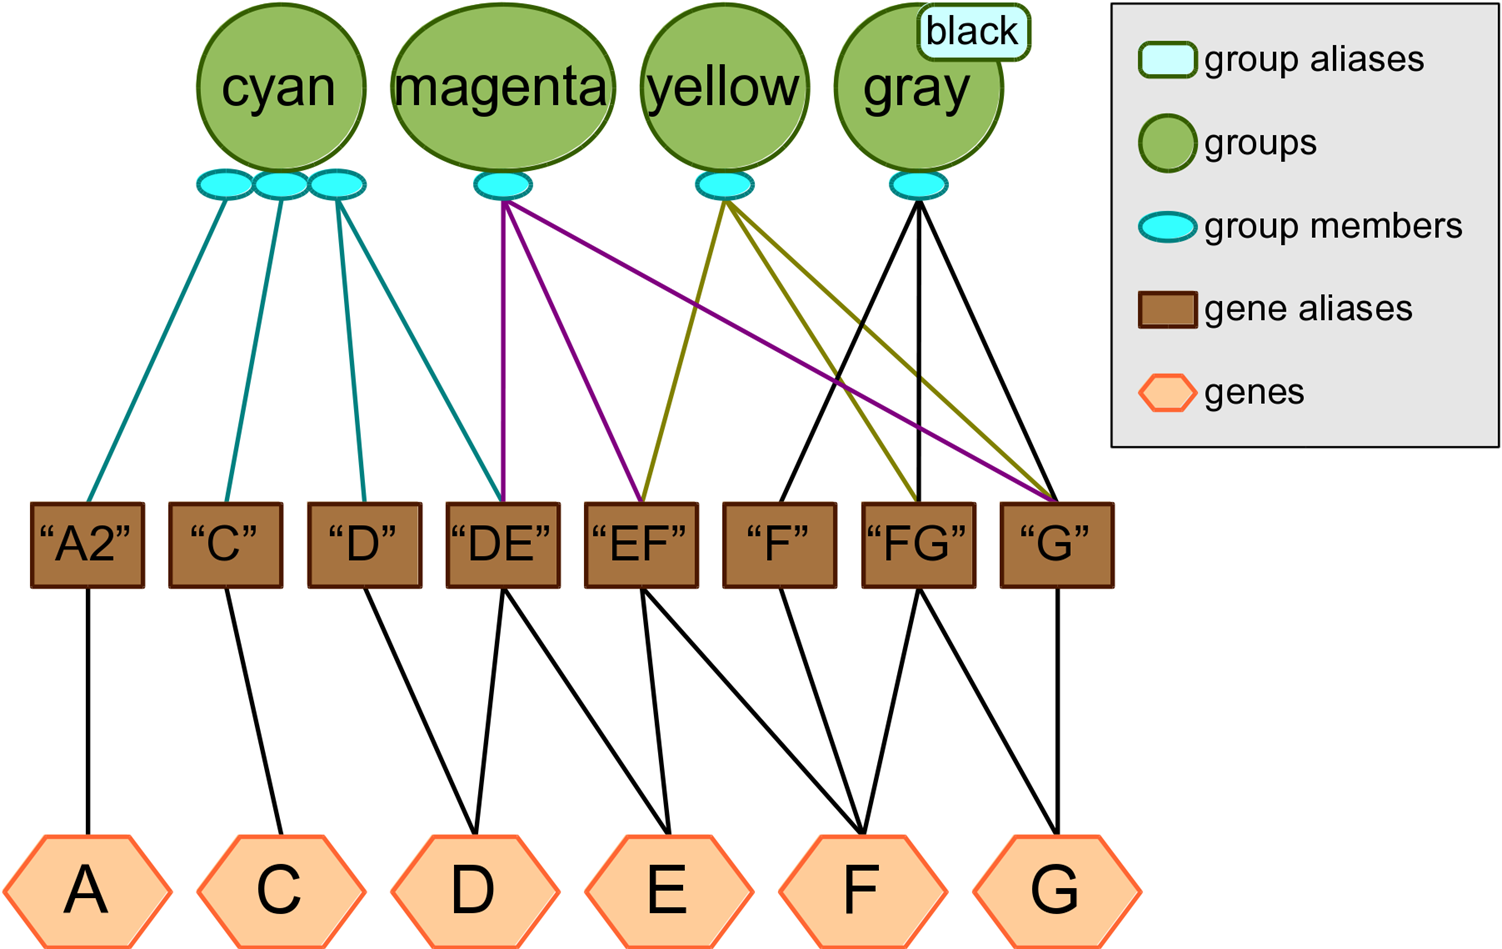 black
cyan
magenta
yellow
gray
group aliases
groups
group members
gene aliases
genes
“A2”
“C”
“D”
“DE”
“EF”
“F”
“FG”
“G”
A
C
D
E
F
G